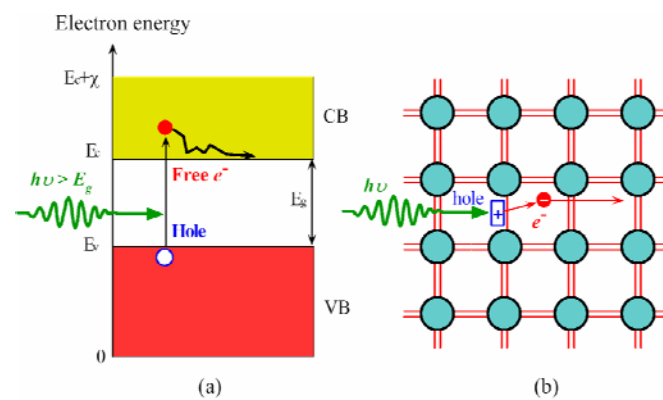 Electron energy
Ec+χ
CB
Ec
hυ > Eg
Free e⁻
Eg
Hole
Ev
VB
0
(a)
hυ
hole
+
−
e⁻
(b)